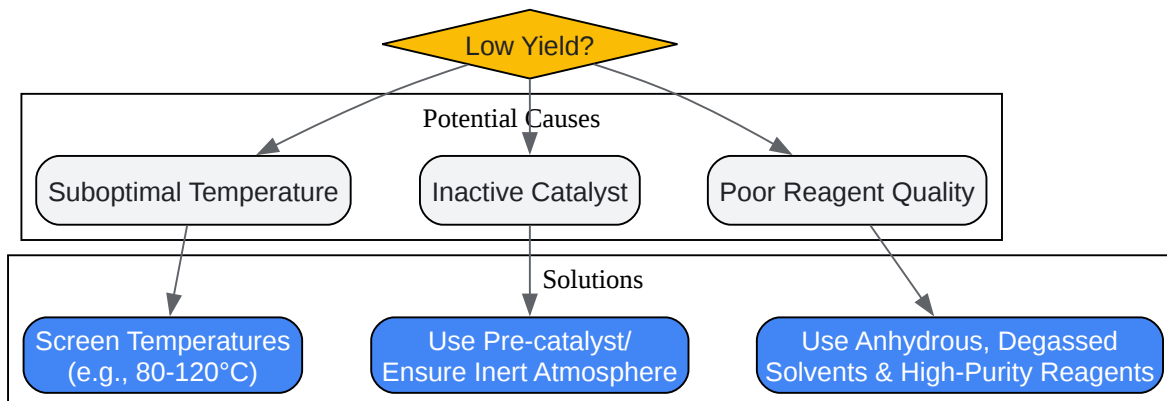 Low Yield?
Potential Causes
Suboptimal Temperature
Inactive Catalyst
Poor Reagent Quality
Solutions
Screen Temperatures
(e.g., 80-120°C)
Use Pre-catalyst/
Ensure Inert Atmosphere
Use Anhydrous, Degassed
Solvents & High-Purity Reagents